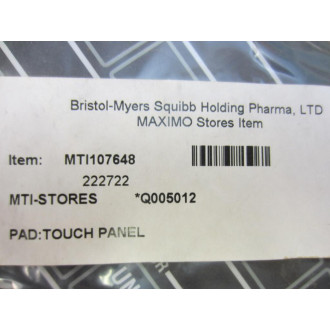 Bristol-Myers Squibb Holding Pharma, LTD
MAXIMO Stores Item
Item: MTI107648
222722
MTI-STORES *Q005012
PAD:TOUCH PANEL